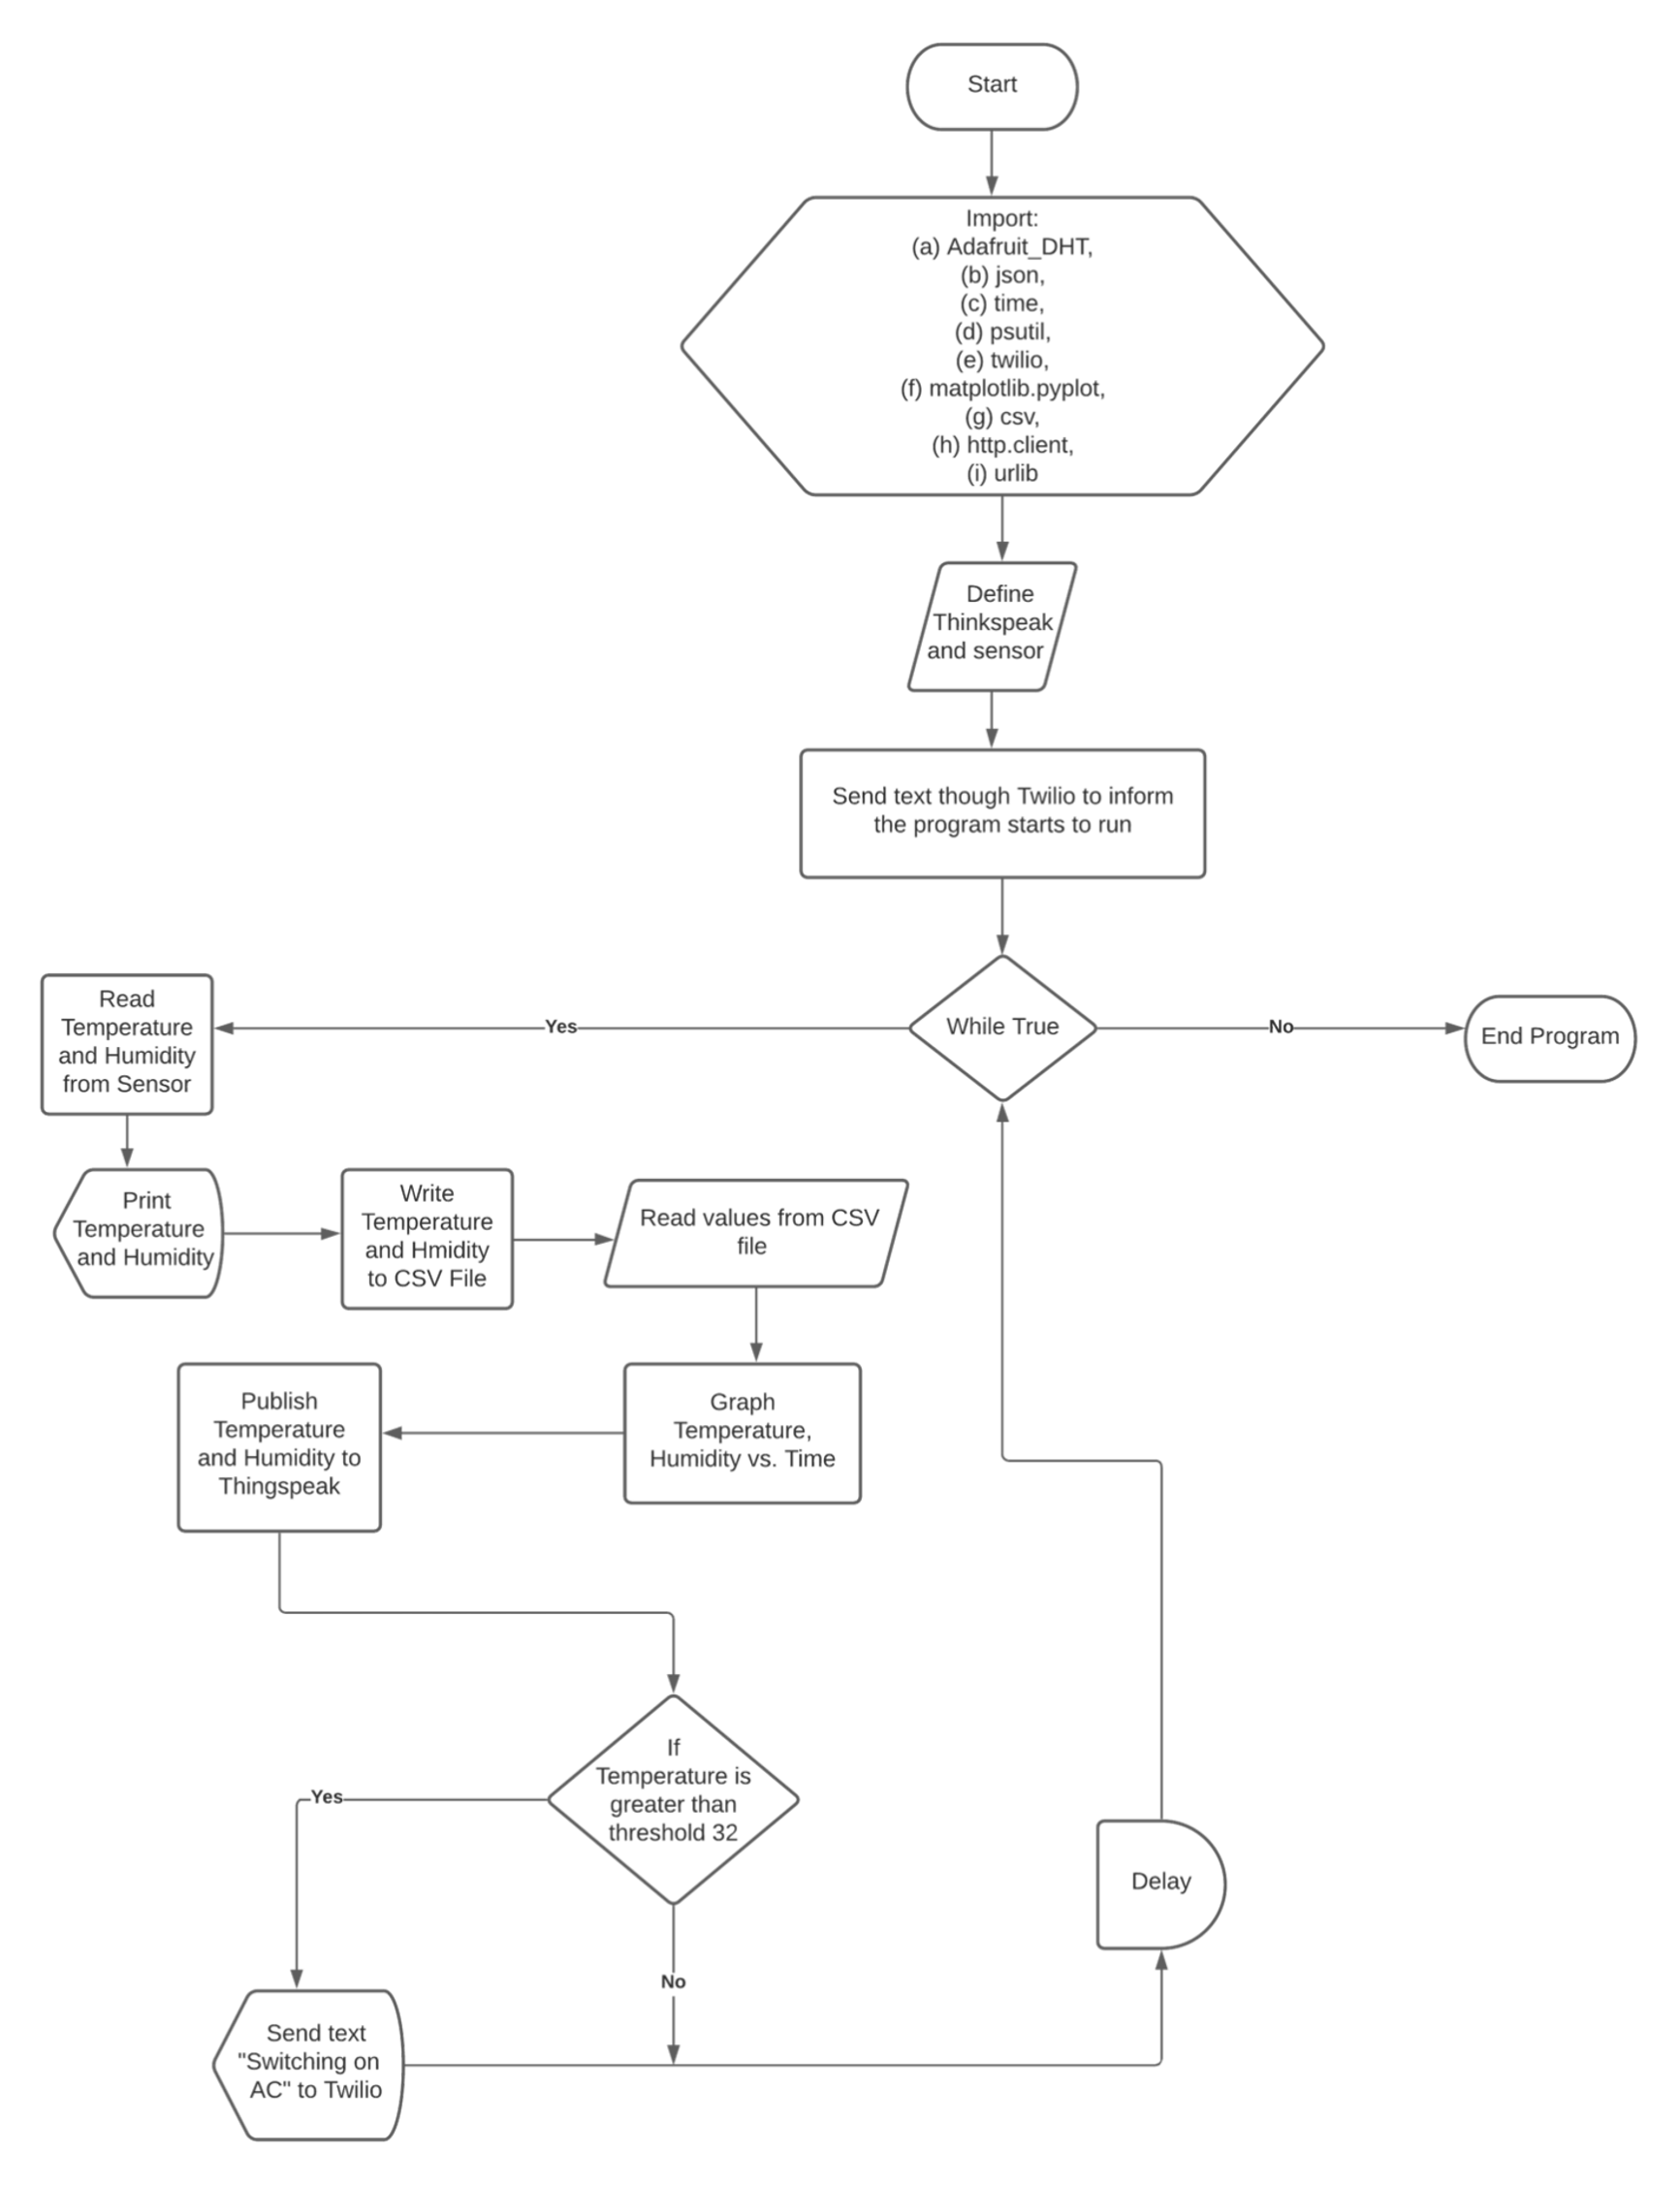 Start
Import:
(a) Adafruit_DHT,
(b) json,
(c) time,
(d) psutil,
(e) twilio,
(f) matplotlib.pyplot,
(g) csv,
(h) http.client,
(i) urlib
Define
Thinkspeak
and sensor
Send text though Twilio to inform
the program starts to run
While True
Yes
No
End Program
Read
Temperature
and Humidity
from Sensor
Print
Temperature
and Humidity
Write
Temperature
and Hmidity
to CSV File
Read values from CSV
file
Graph
Temperature,
Humidity vs. Time
Publish
Temperature
and Humidity to
Thingspeak
If
Temperature is
greater than
threshold 32
Yes
No
Send text
"Switching on
AC" to Twilio
Delay